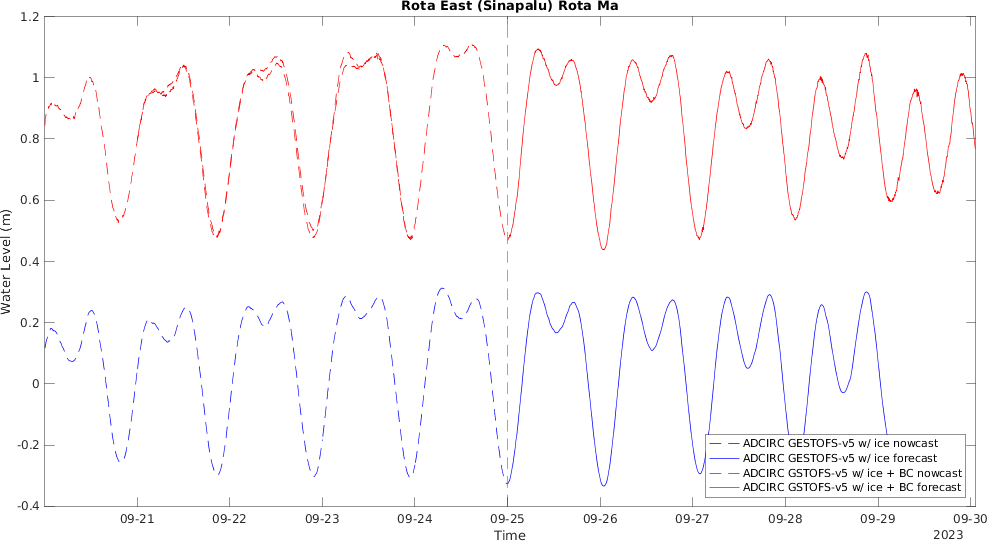 Rota East (Sinapalu) Rota Ma
1.2
1
0.8
0.6
0.4
0.2
0
-0.2
-0.4
Water Level (m)
ADCIRC GESTOFS-v5 w/ ice nowcast
ADCIRC GESTOFS-v5 w/ ice forecast
ADCIRC GSTOFS-v5 w/ ice + BC nowcast
ADCIRC GSTOFS-v5 w/ ice + BC forecast
09-21 09-22 09-23 09-24 09-25 09-26 09-27 09-28 09-29 09-30
Time
2023